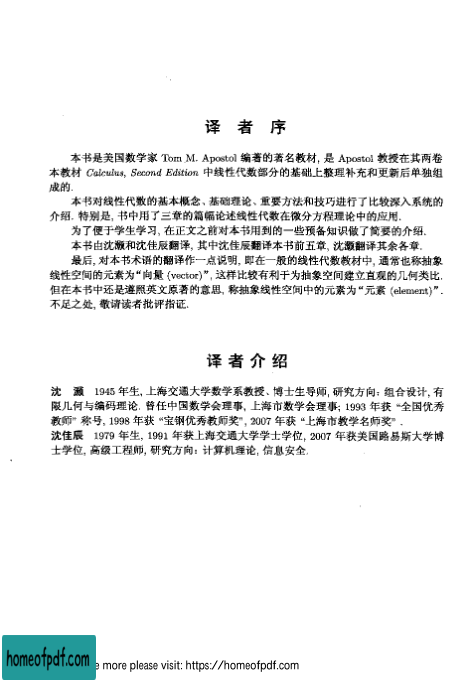 译 者 序
本书是美国数学家 Tom M. Apostol 编著的著名教材, 是 Apostol 教授在其两卷
本教材 Calculus, Second Edition 中线性代数部分的基础上整理补充和更新后单独组
成的.
本书对线性代数的基本概念、基础理论、重要方法和技巧进行了比较深入系统的
介绍. 特别是, 书中用了三章的篇幅论述线性代数在微分方程理论中的应用.
为了便于学生学习, 在正文之前对本书用到的一些预备知识做了简要的介绍.
本书由沈灏和沈佳辰翻译, 其中沈佳辰翻译本书前五章, 沈灏翻译其余各章.
最后, 对本书术语的翻译作一点说明, 即在一般的线性代数教材中, 通常也称抽象
线性空间的元素为“向量 (vector)”, 这样比较有利于为抽象空间建立直观的几何类比.
但在本书中还是遵照英文原著的意思, 称抽象线性空间中的元素为“元素 (element)”.
不足之处, 敬请读者批评指证.
译者介绍
沈 灏 1945 年生, 上海交通大学数学系教授、博士生导师, 研究方向: 组合设计, 有
限几何与编码理论. 曾任中国数学会理事, 上海市数学会理事; 1993 年获 “全国优秀
教师” 称号, 1998 年获 “宝钢优秀教师奖”, 2007 年获 “上海市教学名师奖” .
沈佳辰 1979 年生, 1991 年获上海交通大学学士学位, 2007 年获美国路易斯大学博
士学位, 高级工程师, 研究方向: 计算机理论, 信息安全.
homeofpdf.com
e more please visit: https://homeofpdf.com